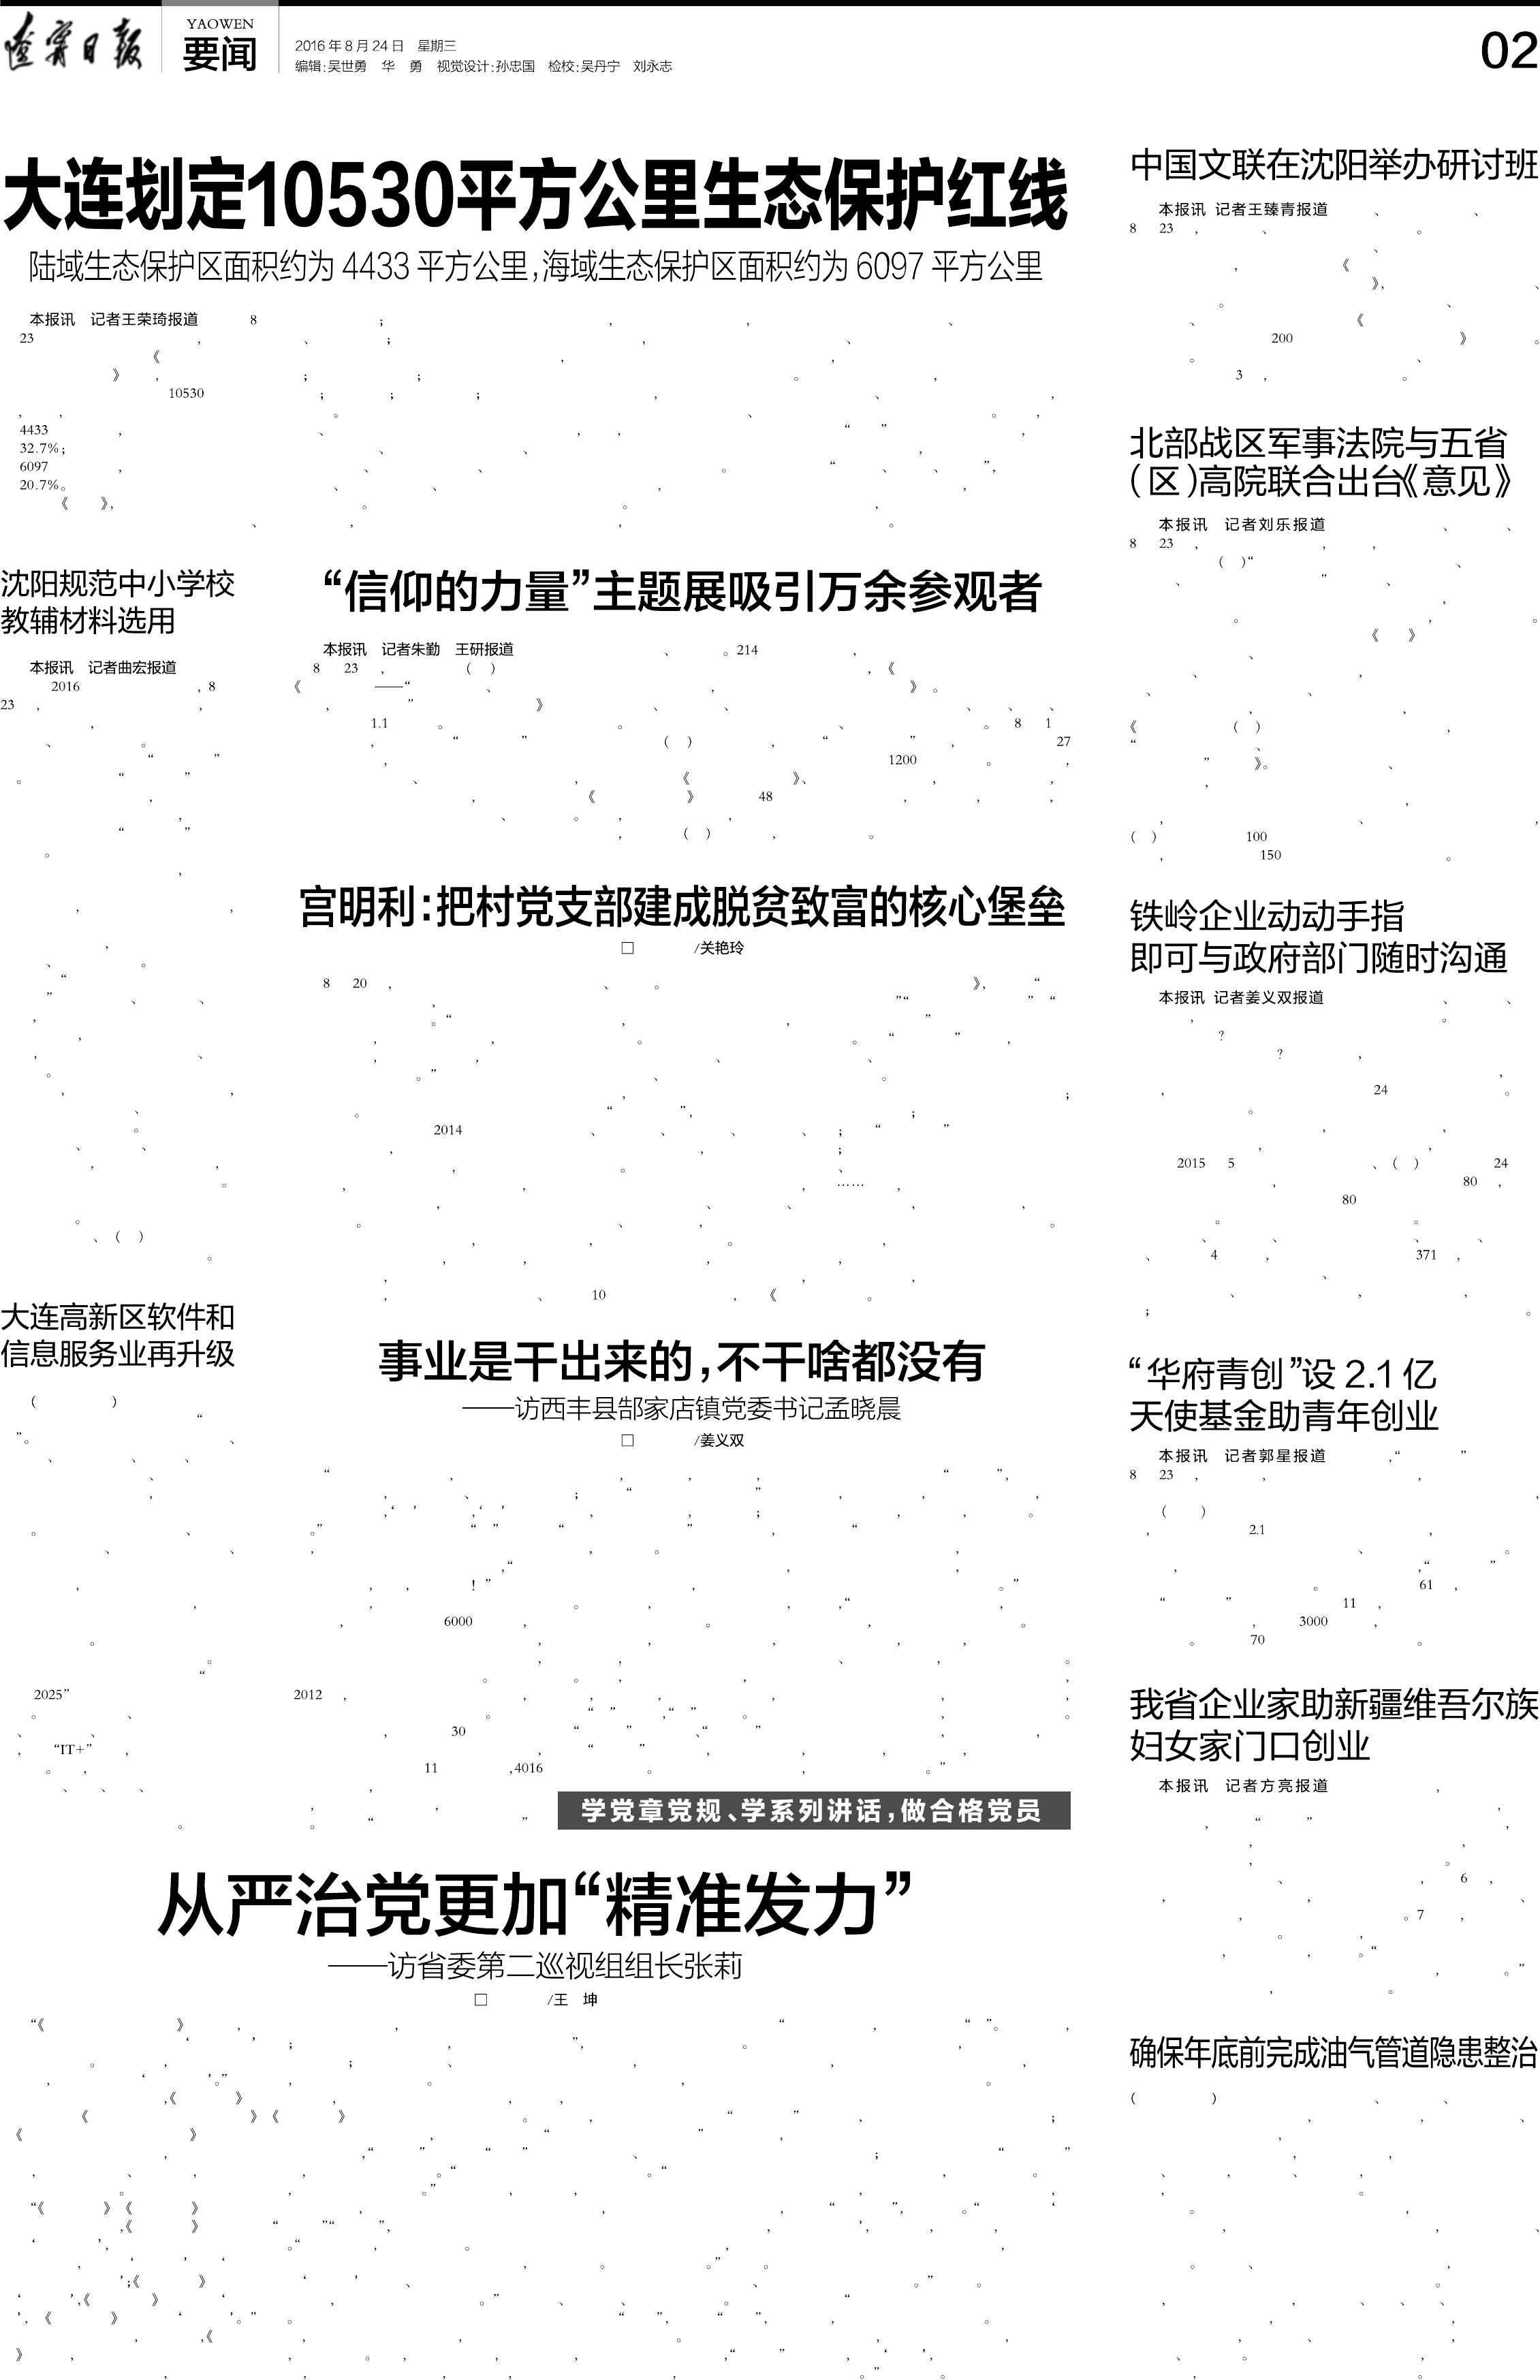 辽宁日报
YAOWEN
要闻
2016年8月24日 星期三
编辑:吴世勇 华 勇 视觉设计:孙忠国 检校:吴丹宁 刘永志
02
大连划定10530平方公里生态保护红线
陆域生态保护区面积约为4433平方公里,海域生态保护区面积约为6097平方公里
本报讯 记者王荣琦报道 8
23
10530
4433
32.7%;
6097
20.7%。
沈阳规范中小学校
教辅材料选用
本报讯 记者曲宏报道
2016 ,8
23
“信仰的力量”主题展吸引万余参观者
本报讯 记者朱勤 王研报道
8 23
1.1
。214
8 1
27
1200
48
宫明利:把村党支部建成脱贫致富的核心堡垒
□ /关艳玲
8 20
2014
10
大连高新区软件和
信息服务业再升级
2025”
“IT+”
事业是干出来的,不干啥都没有
——访西丰县郜家店镇党委书记孟晓晨
□ /姜义双
6000
2012
30
11 ,4016
学党章党规、学系列讲话,做合格党员
从严治党更加“精准发力”
——访省委第二巡视组组长张莉
□ /王 坤
中国文联在沈阳举办研讨班
本报讯 记者王臻青报道
8 23
200
3
北部战区军事法院与五省
(区)高院联合出台《意见》
本报讯 记者刘乐报道
8 23
100
150
铁岭企业动动手指
即可与政府部门随时沟通
本报讯 记者姜义双报道
24
2015 5 24
80
80
4 371
“华府青创”设2.1亿
天使基金助青年创业
本报讯 记者郭星报道
8 23
2.1
61
11
3000
70
我省企业家助新疆维吾尔族
妇女家门口创业
本报讯 记者方亮报道
6
。7
确保年底前完成油气管道隐患整治